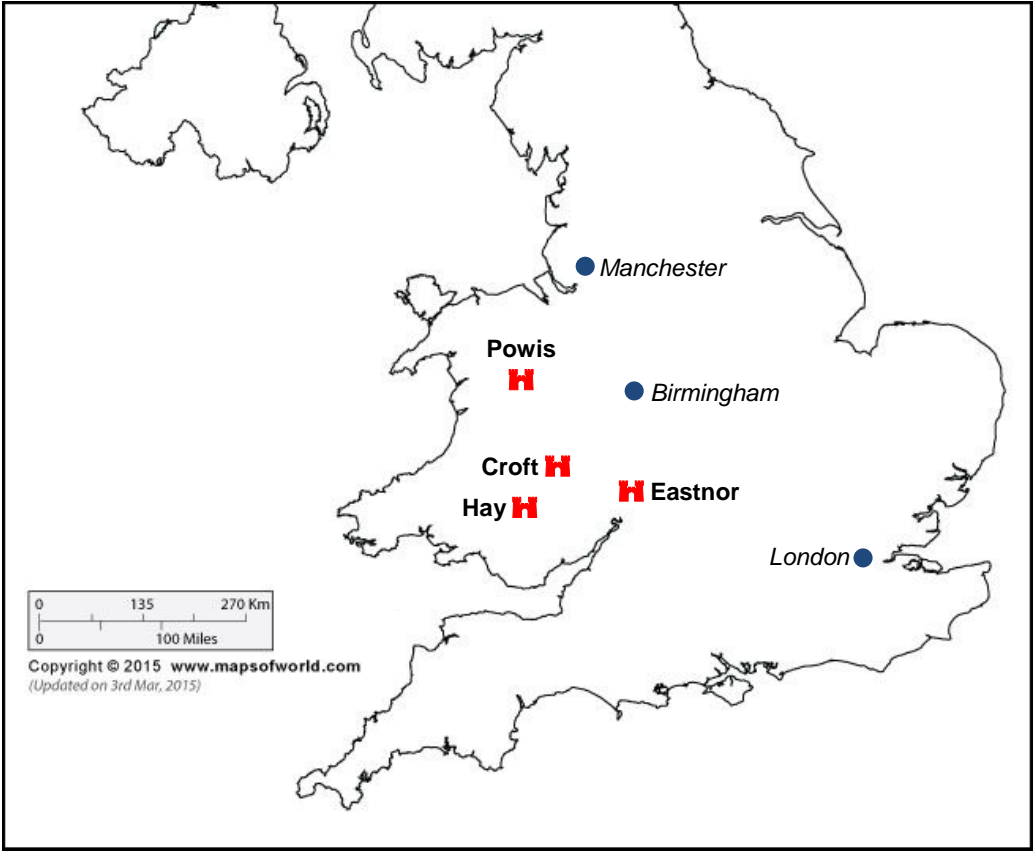 Manchester
Powis
Birmingham
Croft
Eastnor
Hay
London
0 135 270 Km
0 100 Miles
Copyright © 2015 www.mapsofworld.com
(Updated on 3rd Mar, 2015)